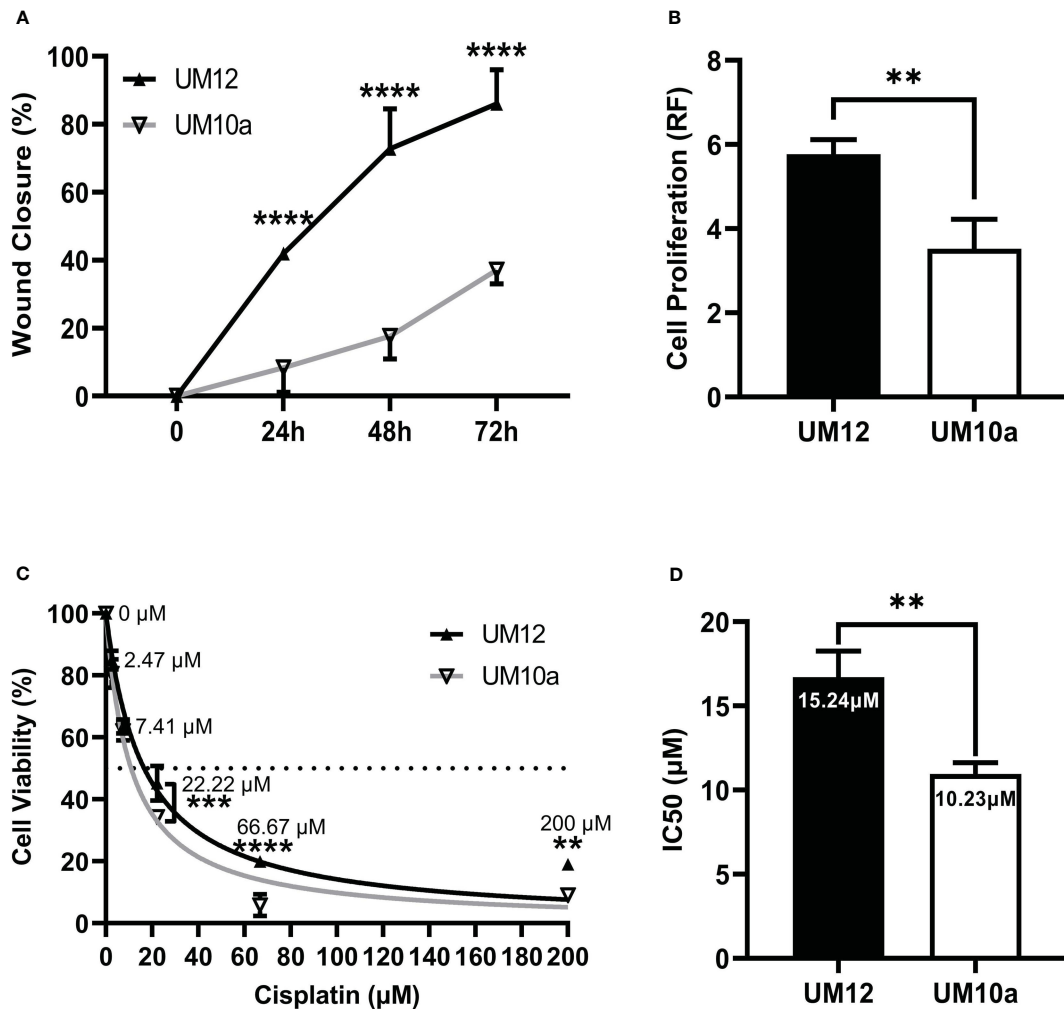 A
Wound Closure (%)
100
80
60
40
20
0
UM12
UM10a
****
****
****
0 24h 48h 72h
B
Cell Proliferation (RF)
8
6
4
2
0
**
UM12 UM10a
C
Cell Viability (%)
100
80
60
40
20
0
0 μM
2.47 μM
7.41 μM
22.22 μM
***
66.67 μM
****
200 μM
**
UM12
UM10a
0 20 40 60 80 100 120 140 160 180 200
Cisplatin (μM)
D
IC50 (μM)
20
15
10
5
0
**
15.24μM
10.23μM
UM12 UM10a